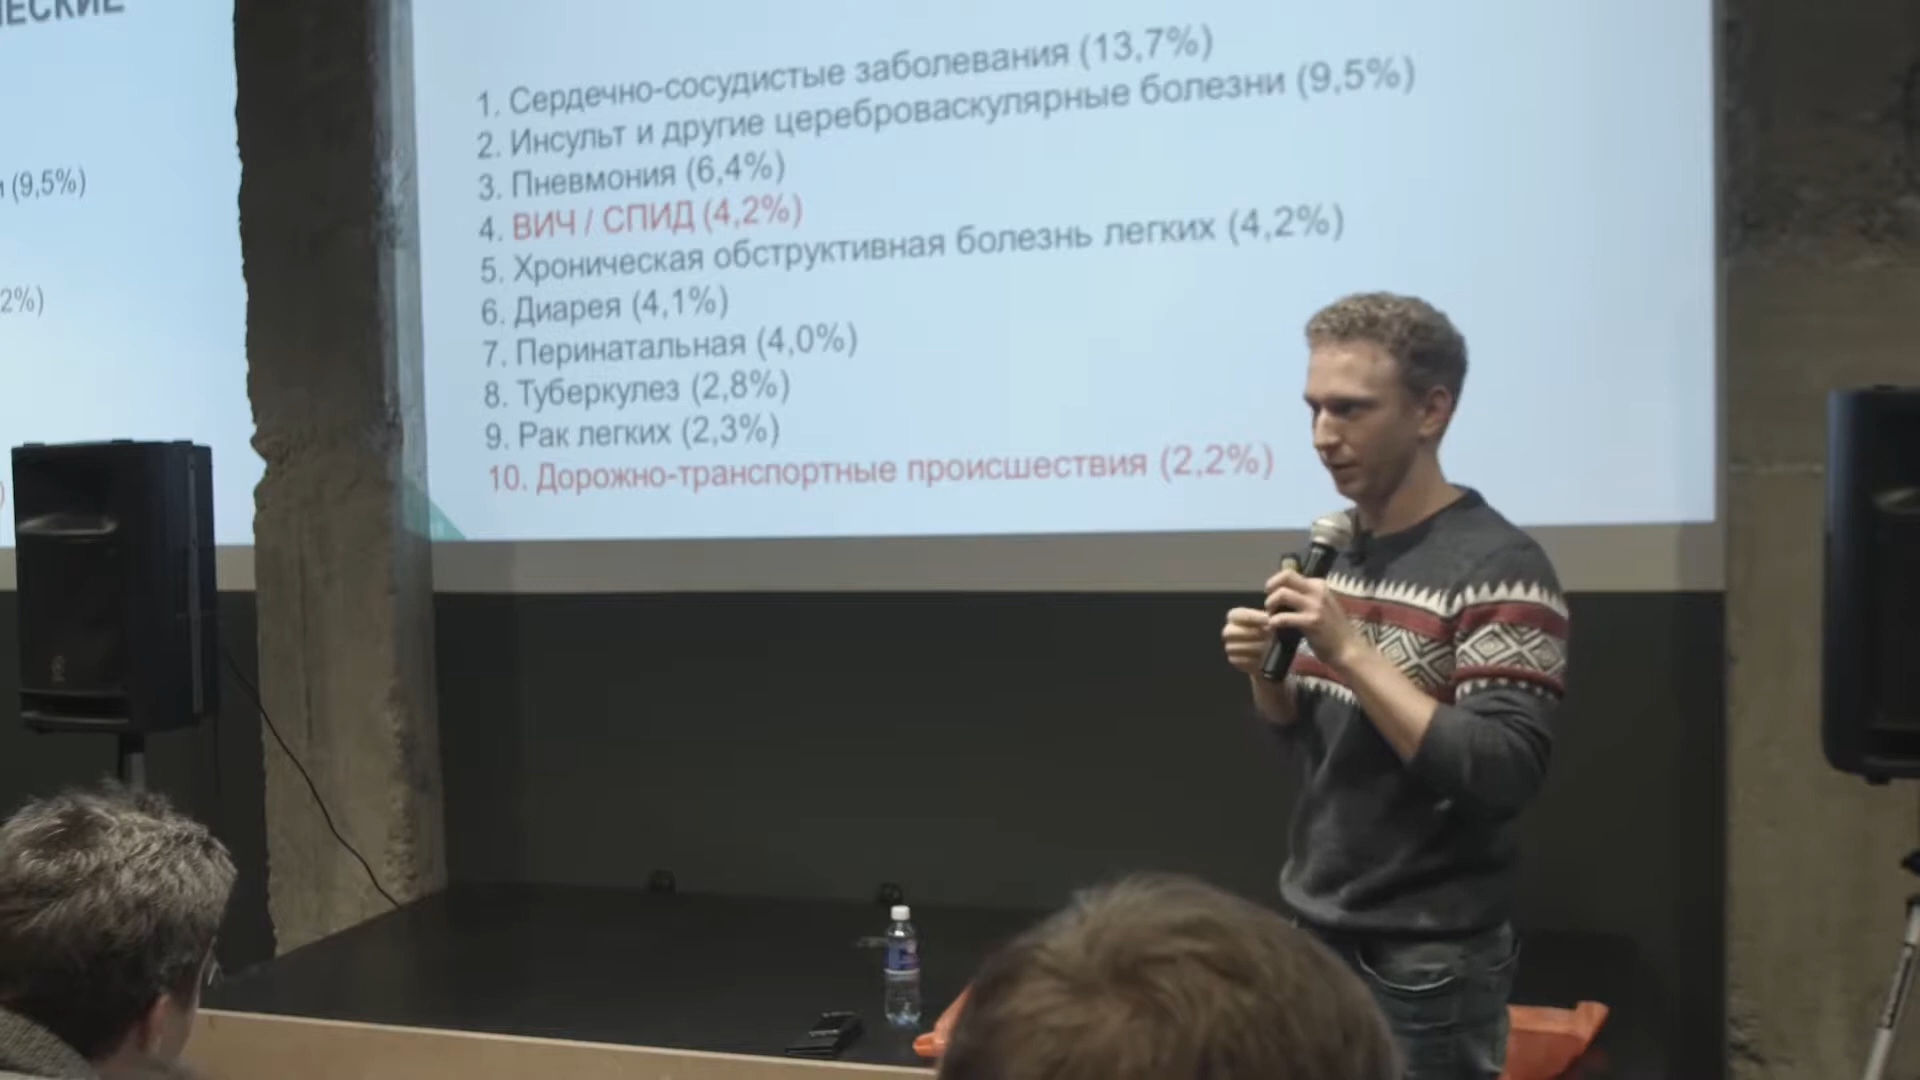 ЕСКИЕ
(9,5%)
2%)
1. Сердечно-сосудистые заболевания (13,7%)
2. Инсульт и другие цереброваскулярные болезни (9,5%)
3. Пневмония (6,4%)
4. ВИЧ / СПИД (4,2%)
5. Хроническая обструктивная болезнь легких (4,2%)
6. Диарея (4,1%)
7. Перинатальная (4,0%)
8. Туберкулез (2,8%)
9. Рак легких (2,3%)
10. Дорожно-транспортные происшествия (2,2%)